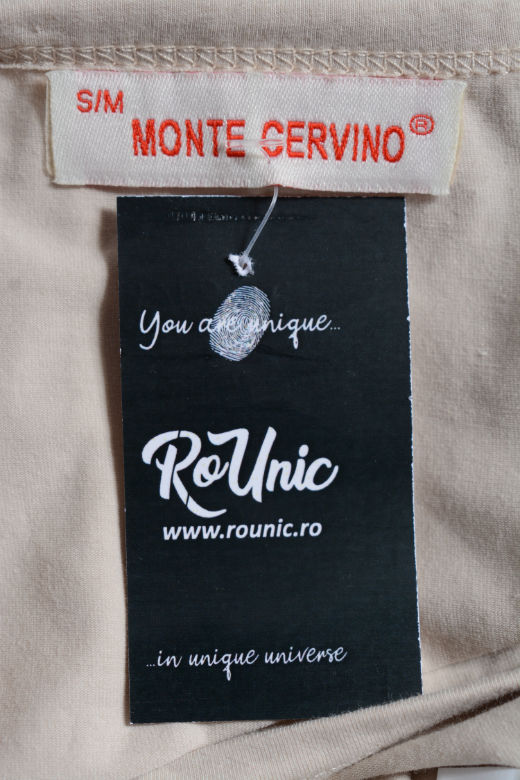 S/M
MONTE CERVINO®
You are unique...
RoUnic
www.rounic.ro
...in unique universe